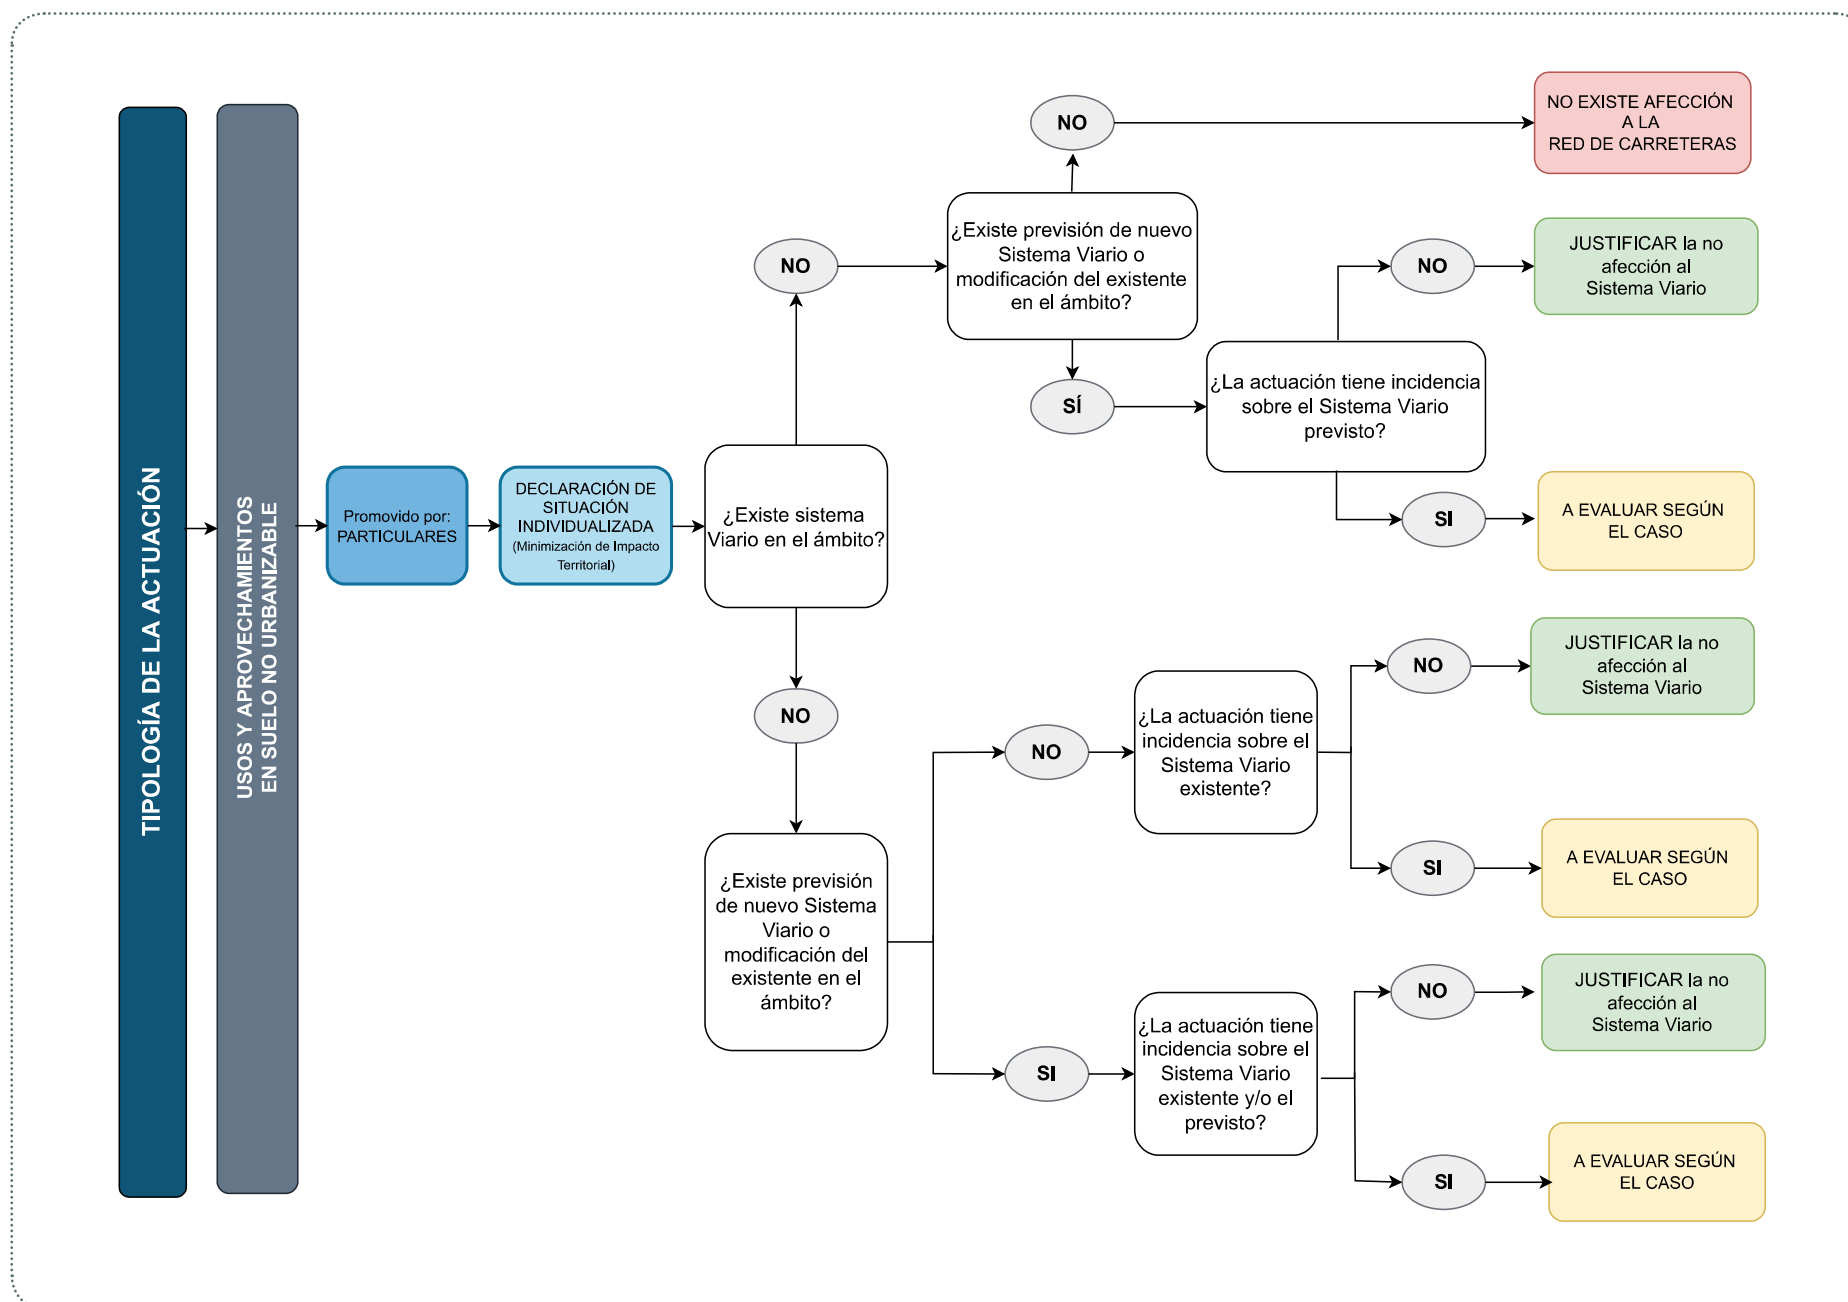 TIPOLOGÍA DE LA ACTUACIÓN
USOS Y APROVECHAMIENTOS
EN SUELO NO URBANIZABLE
Promovido por:
PARTICULARES
DECLARACIÓN DE
SITUACIÓN
INDIVIDUALIZADA
(Minimización de Impacto
Territorial)
¿Existe sistema
Viario en el ámbito?
NO
¿Existe previsión de nuevo
Sistema Viario o
modificación del existente
en el ámbito?
NO
NO EXISTE AFECCIÓN
A LA
RED DE CARRETERAS
SÍ
¿La actuación tiene incidencia
sobre el Sistema Viario
previsto?
NO
JUSTIFICAR la no
afección al
Sistema Viario
SI
A EVALUAR SEGÚN
EL CASO
NO
¿Existe previsión
de nuevo Sistema
Viario o
modificación del
existente en el
ámbito?
NO
¿La actuación tiene
incidencia sobre el
Sistema Viario
existente?
NO
JUSTIFICAR la no
afección al
Sistema Viario
SI
A EVALUAR SEGÚN
EL CASO
SI
¿La actuación tiene
incidencia sobre el
Sistema Viario
existente y/o el
previsto?
NO
JUSTIFICAR la no
afección al
Sistema Viario
SI
A EVALUAR SEGÚN
EL CASO